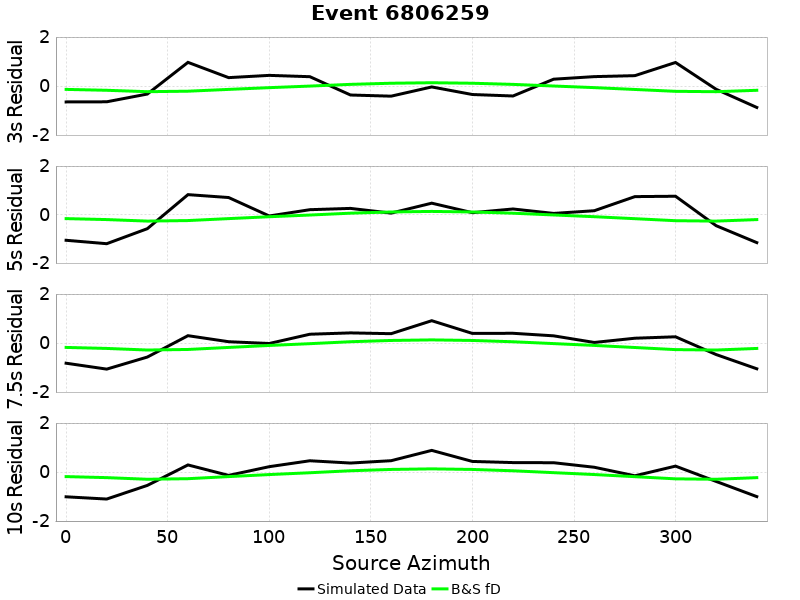 Event 6806259
3s Residual
2
0
-2
5s Residual
2
0
-2
7.5s Residual
2
0
-2
10s Residual
2
0
-2
0 50 100 150 200 250 300
Source Azimuth
Simulated Data B&S fD